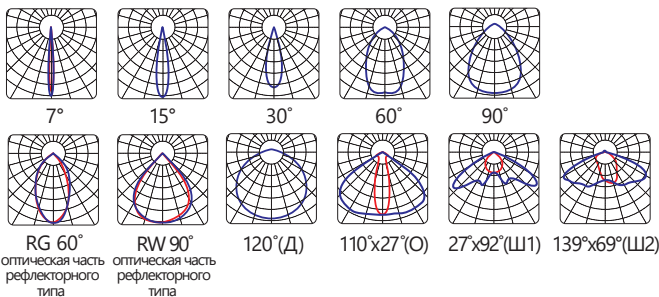 7°
15°
30°
60°
90°
RG 60°
оптическая часть
рефлекторного
типа
RW 90°
оптическая часть
рефлекторного
типа
120°(Д)
110°x27°(О)
27°x92°(Ш1)
139°x69°(Ш2)